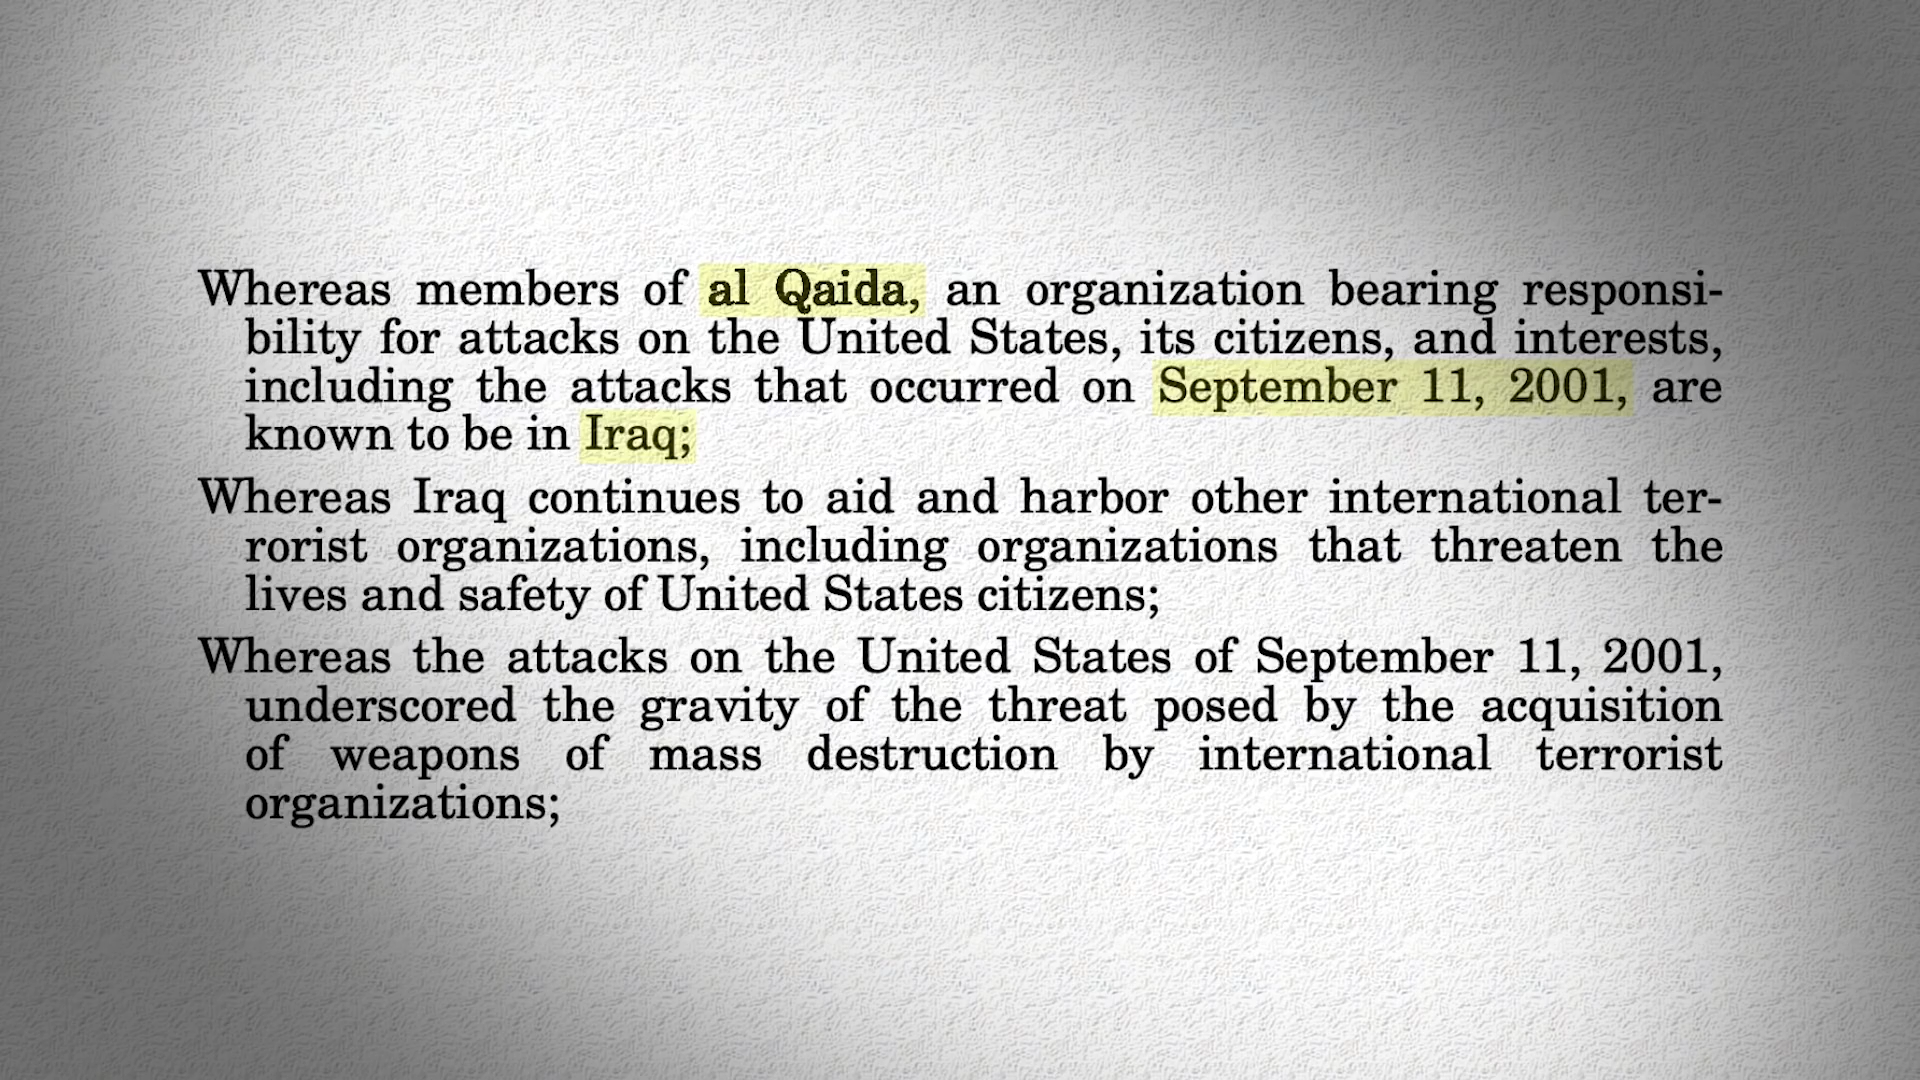 Whereas members of al Qaida, an organization bearing responsi-
bility for attacks on the United States, its citizens, and interests,
including the attacks that occurred on September 11, 2001, are
known to be in Iraq;
Whereas Iraq continues to aid and harbor other international ter-
rorist organizations, including organizations that threaten the
lives and safety of United States citizens;
Whereas the attacks on the United States of September 11, 2001,
underscored the gravity of the threat posed by the acquisition
of weapons of mass destruction by international terrorist
organizations;